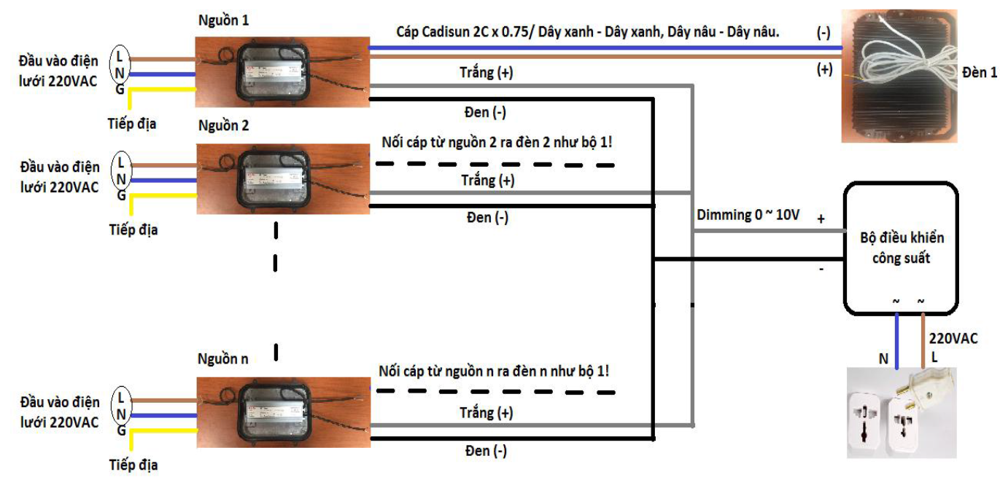 Nguồn 1
Cáp Cadisun 2C x 0.75/ Dây xanh - Dây xanh, Dây nâu - Dây nâu.
(-)
(+)
Đèn 1
Đầu vào điện
lưới 220VAC
L
N
G
Tiếp địa
Trắng (+)
Đen (-)
Nguồn 2
Nối cáp từ nguồn 2 ra đèn 2 như bộ 1!
Đầu vào điện
lưới 220VAC
L
N
G
Tiếp địa
Trắng (+)
Đen (-)
Dimming 0 ~ 10V
+
-
Bộ điều khiển
công suất
~ ~
220VAC
N L
Nguồn n
Nối cáp từ nguồn n ra đèn n như bộ 1!
Đầu vào điện
lưới 220VAC
L
N
G
Tiếp địa
Trắng (+)
Đen (-)